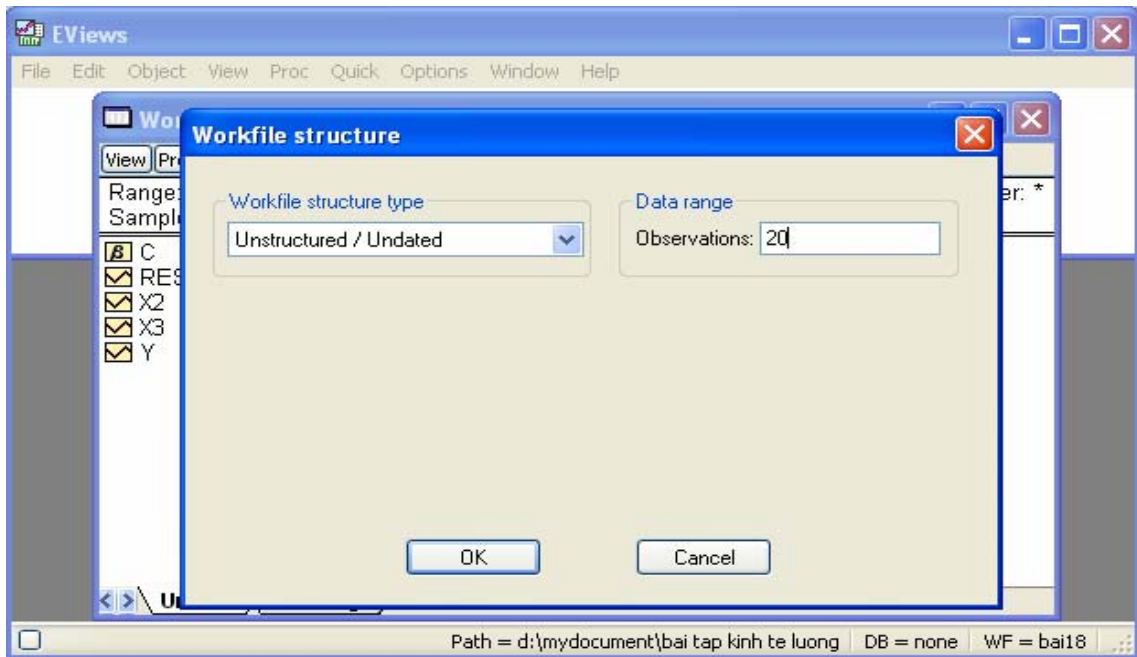 EViews
File Edit Object View Proc Quick Options Window Help
Workfile structure
View
Range:
er: *
Workfile structure type
Data range
Unstructured / Undated
Observations: 20
C
X2
X3
Y
OK
Cancel
Path = d:\mydocument\bai tap kinh te luong DB = none WF = bai18